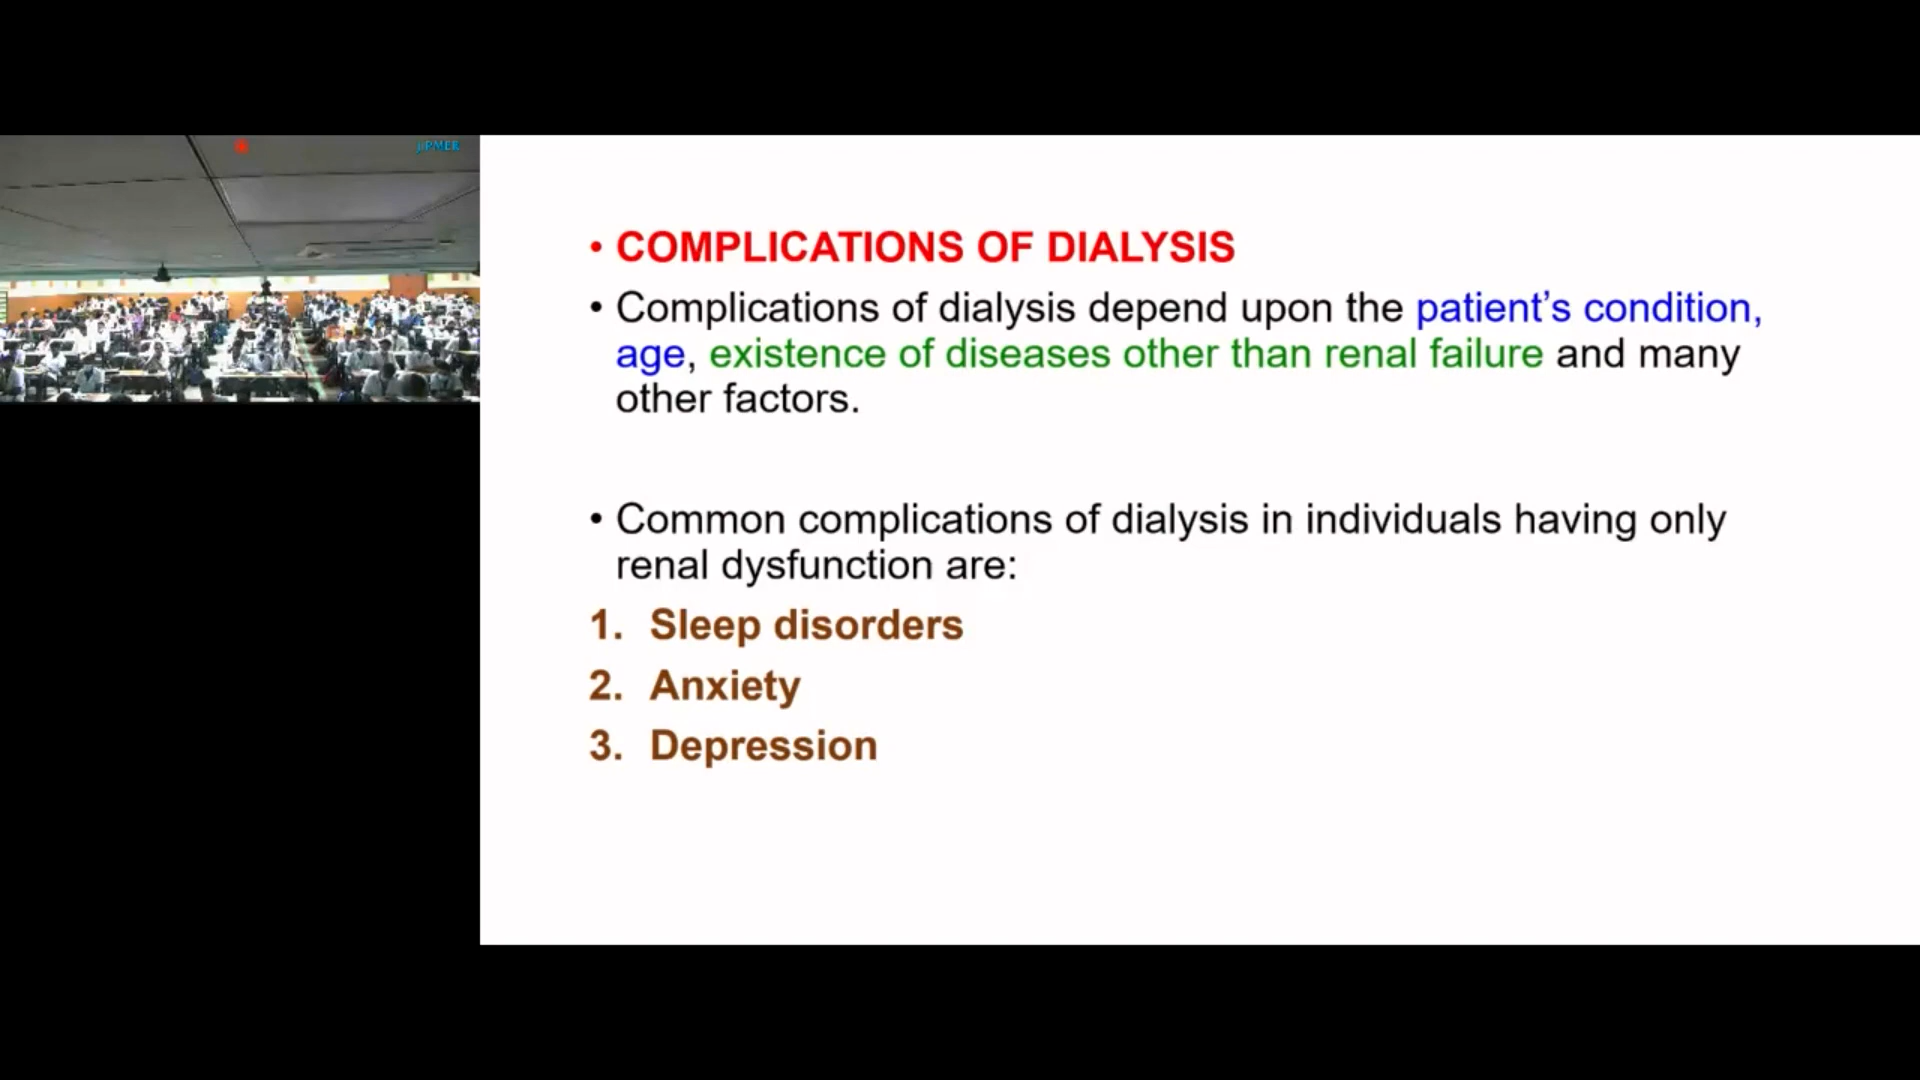 JIPMER
• COMPLICATIONS OF DIALYSIS
• Complications of dialysis depend upon the patient’s condition,
age, existence of diseases other than renal failure and many
other factors.
• Common complications of dialysis in individuals having only
renal dysfunction are:
1. Sleep disorders
2. Anxiety
3. Depression